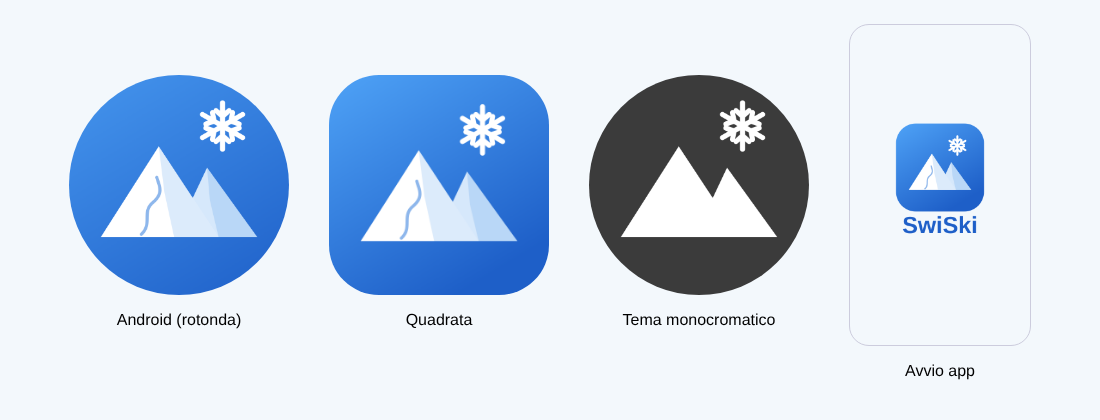 SwiSki
Android (rotonda)
Quadrata
Tema monocromatico
Avvio app